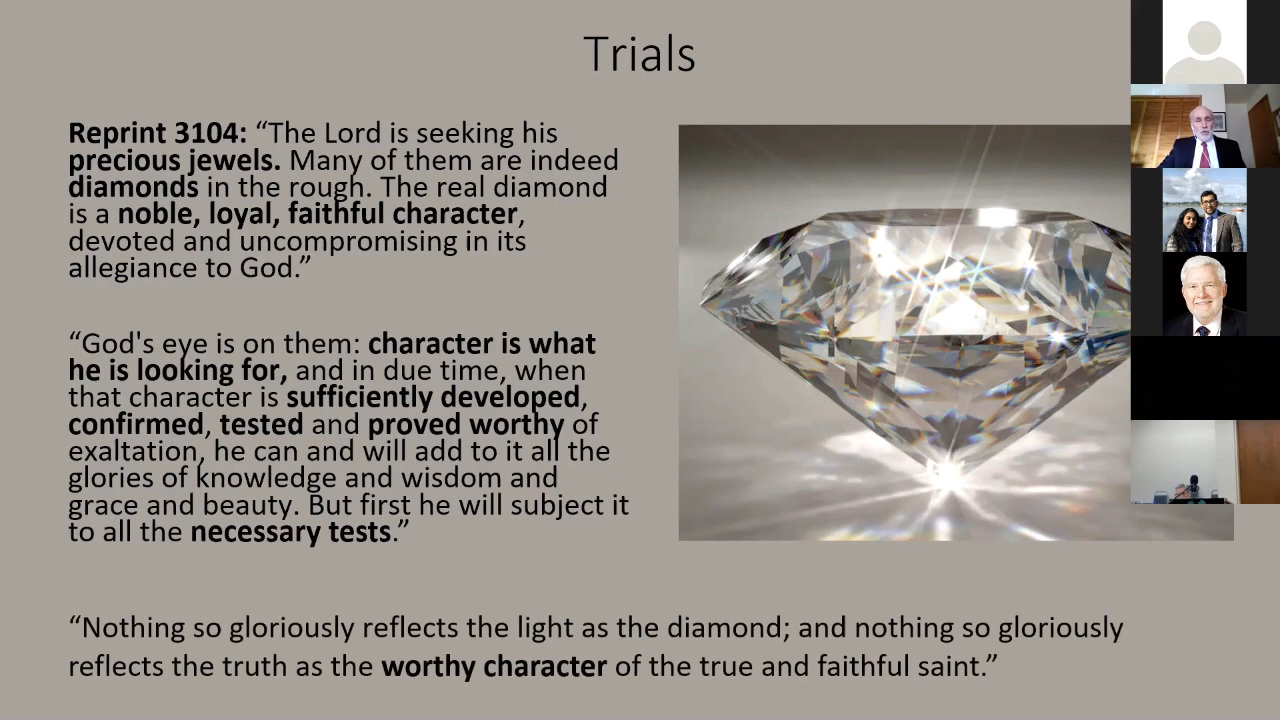 Trials
Reprint 3104: “The Lord is seeking his
precious jewels. Many of them are indeed
diamonds in the rough. The real diamond
is a noble, loyal, faithful character,
devoted and uncompromising in its
allegiance to God.”
“God's eye is on them: character is what
he is looking for, and in due time, when
that character is sufficiently developed,
confirmed, tested and proved worthy of
exaltation, he can and will add to it all the
glories of knowledge and wisdom and
grace and beauty. But first he will subject it
to all the necessary tests.”
“Nothing so gloriously reflects the light as the diamond; and nothing so gloriously
reflects the truth as the worthy character of the true and faithful saint.”